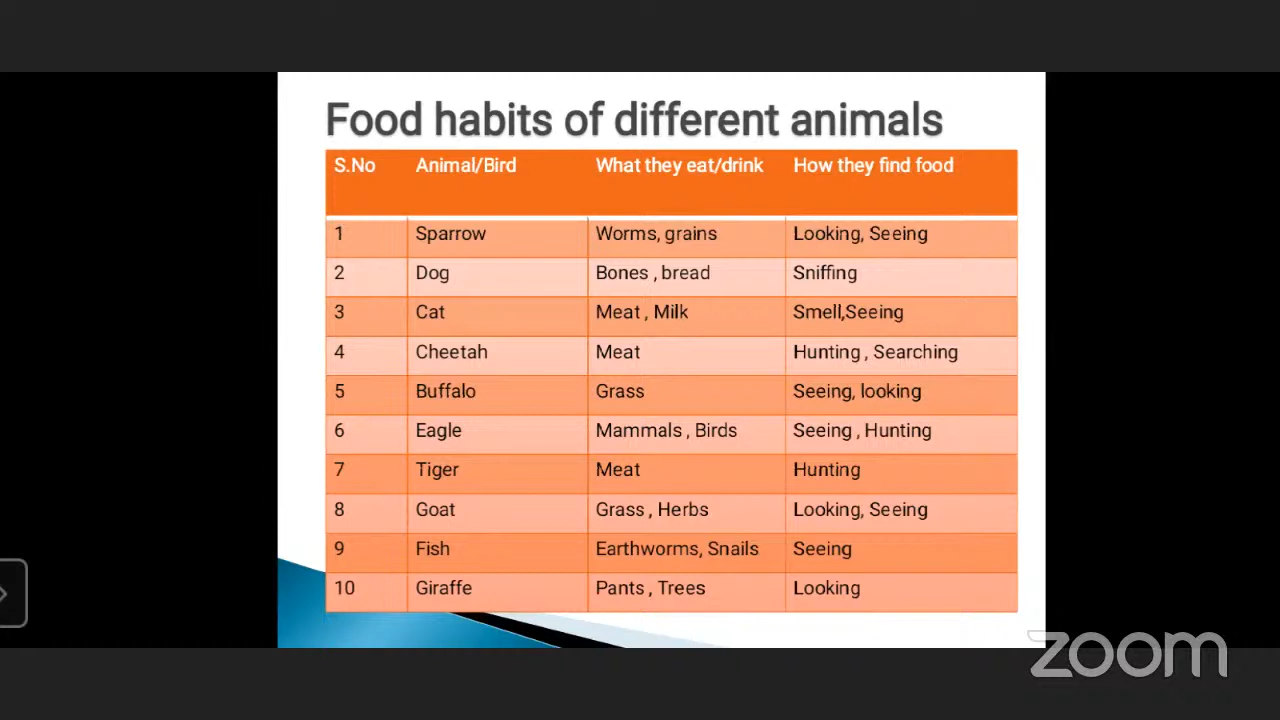 Food habits of different animals
S.No Animal/Bird What they eat/drink How they find food
1 Sparrow Worms, grains Looking, Seeing
2 Dog Bones , bread Sniffing
3 Cat Meat , Milk Smell,Seeing
4 Cheetah Meat Hunting , Searching
5 Buffalo Grass Seeing, looking
6 Eagle Mammals , Birds Seeing , Hunting
7 Tiger Meat Hunting
8 Goat Grass , Herbs Looking, Seeing
9 Fish Earthworms, Snails Seeing
10 Giraffe Pants , Trees Looking
zoom